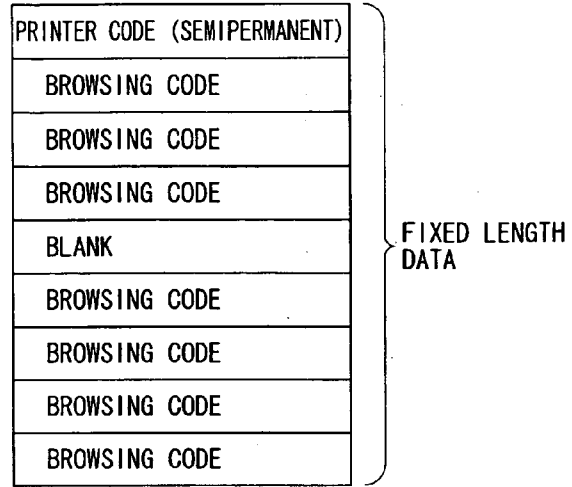 PRINTER CODE (SEMIPERMANENT)
BROWSING CODE
BROWSING CODE
BROWSING CODE
BLANK
BROWSING CODE
BROWSING CODE
BROWSING CODE
BROWSING CODE
FIXED LENGTH
DATA